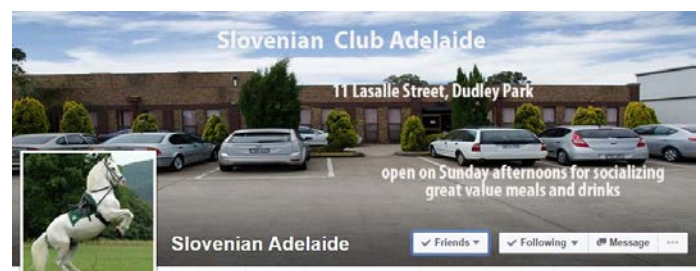 Slovenian Club Adelaide
11 Lasalle Street, Dudley Park
open on Sunday afternoons for socializing
great value meals and drinks
Slovenian Adelaide
Friends
Following
Message